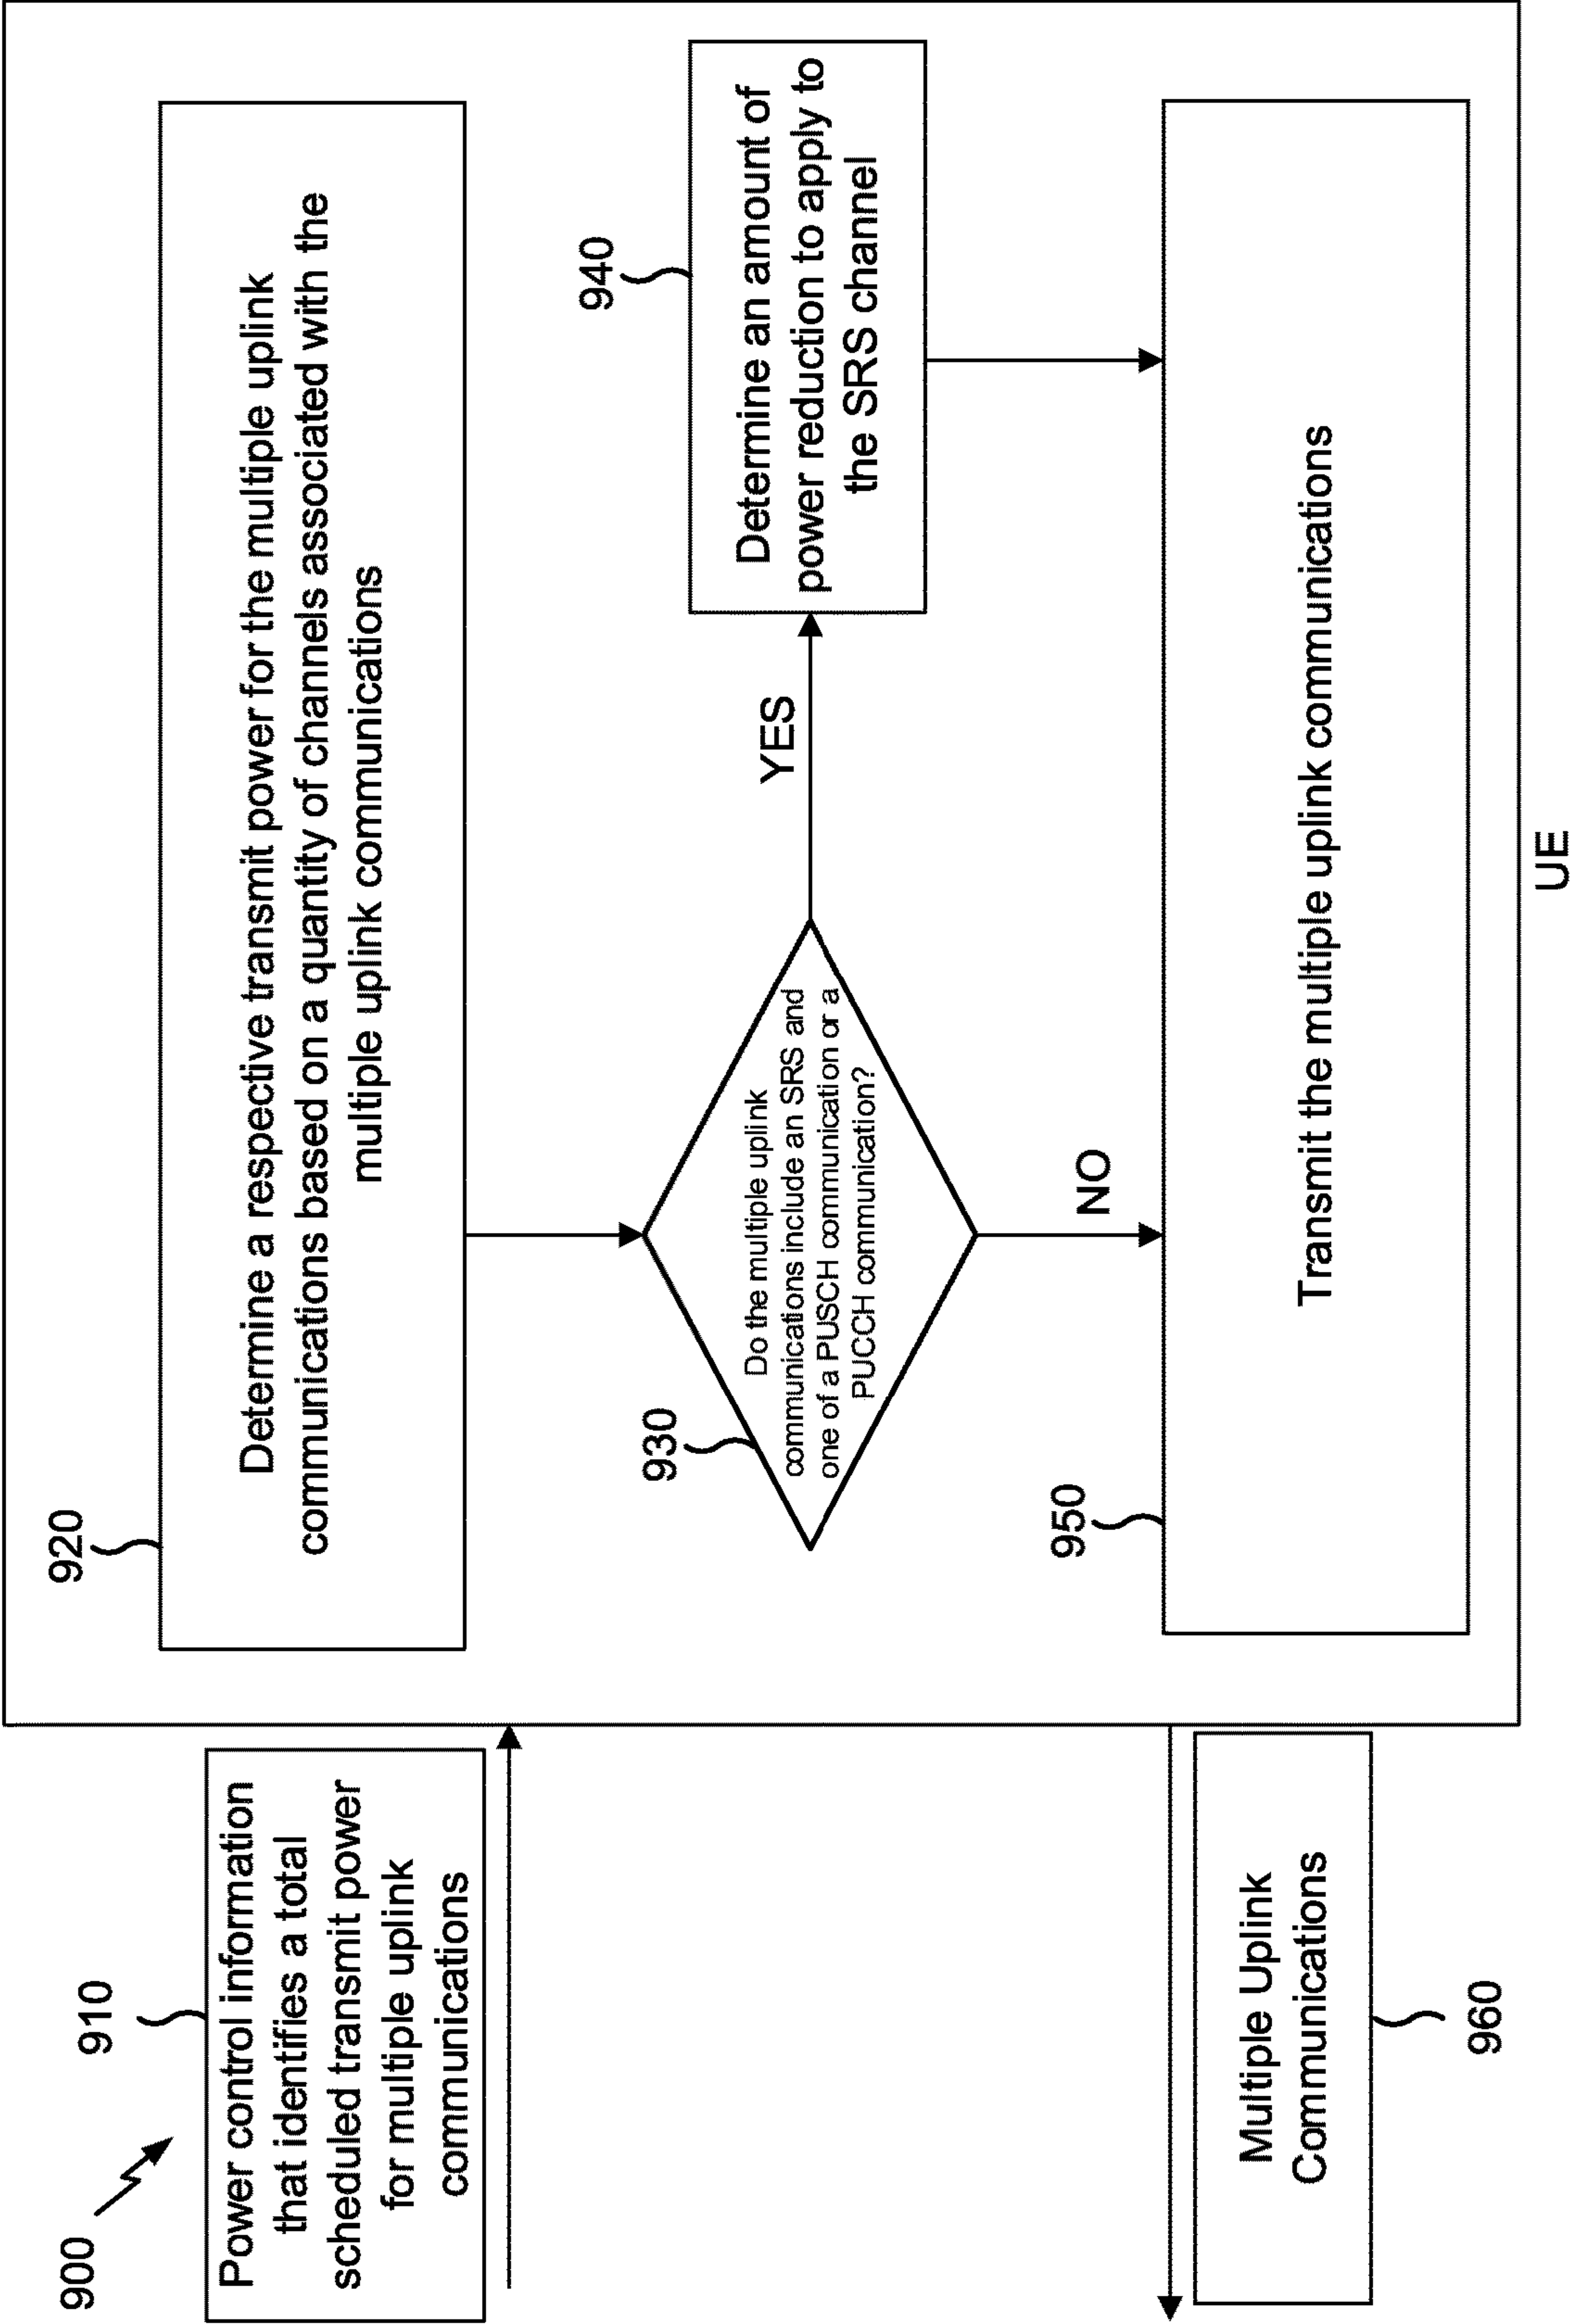 900
910
Power control information
that identifies a total
scheduled transmit power
for multiple uplink
communications
920
Determine a respective transmit power for the multiple uplink
communications based on a quantity of channels associated with the
multiple uplink communications
930
Do the multiple uplink
communications include an SRS and
one of a PUSCH communication or a
PUCCH communication?
YES
940
Determine an amount of
power reduction to apply to
the SRS channel
NO
950
Transmit the multiple uplink communications
Multiple Uplink
Communications
960
UE